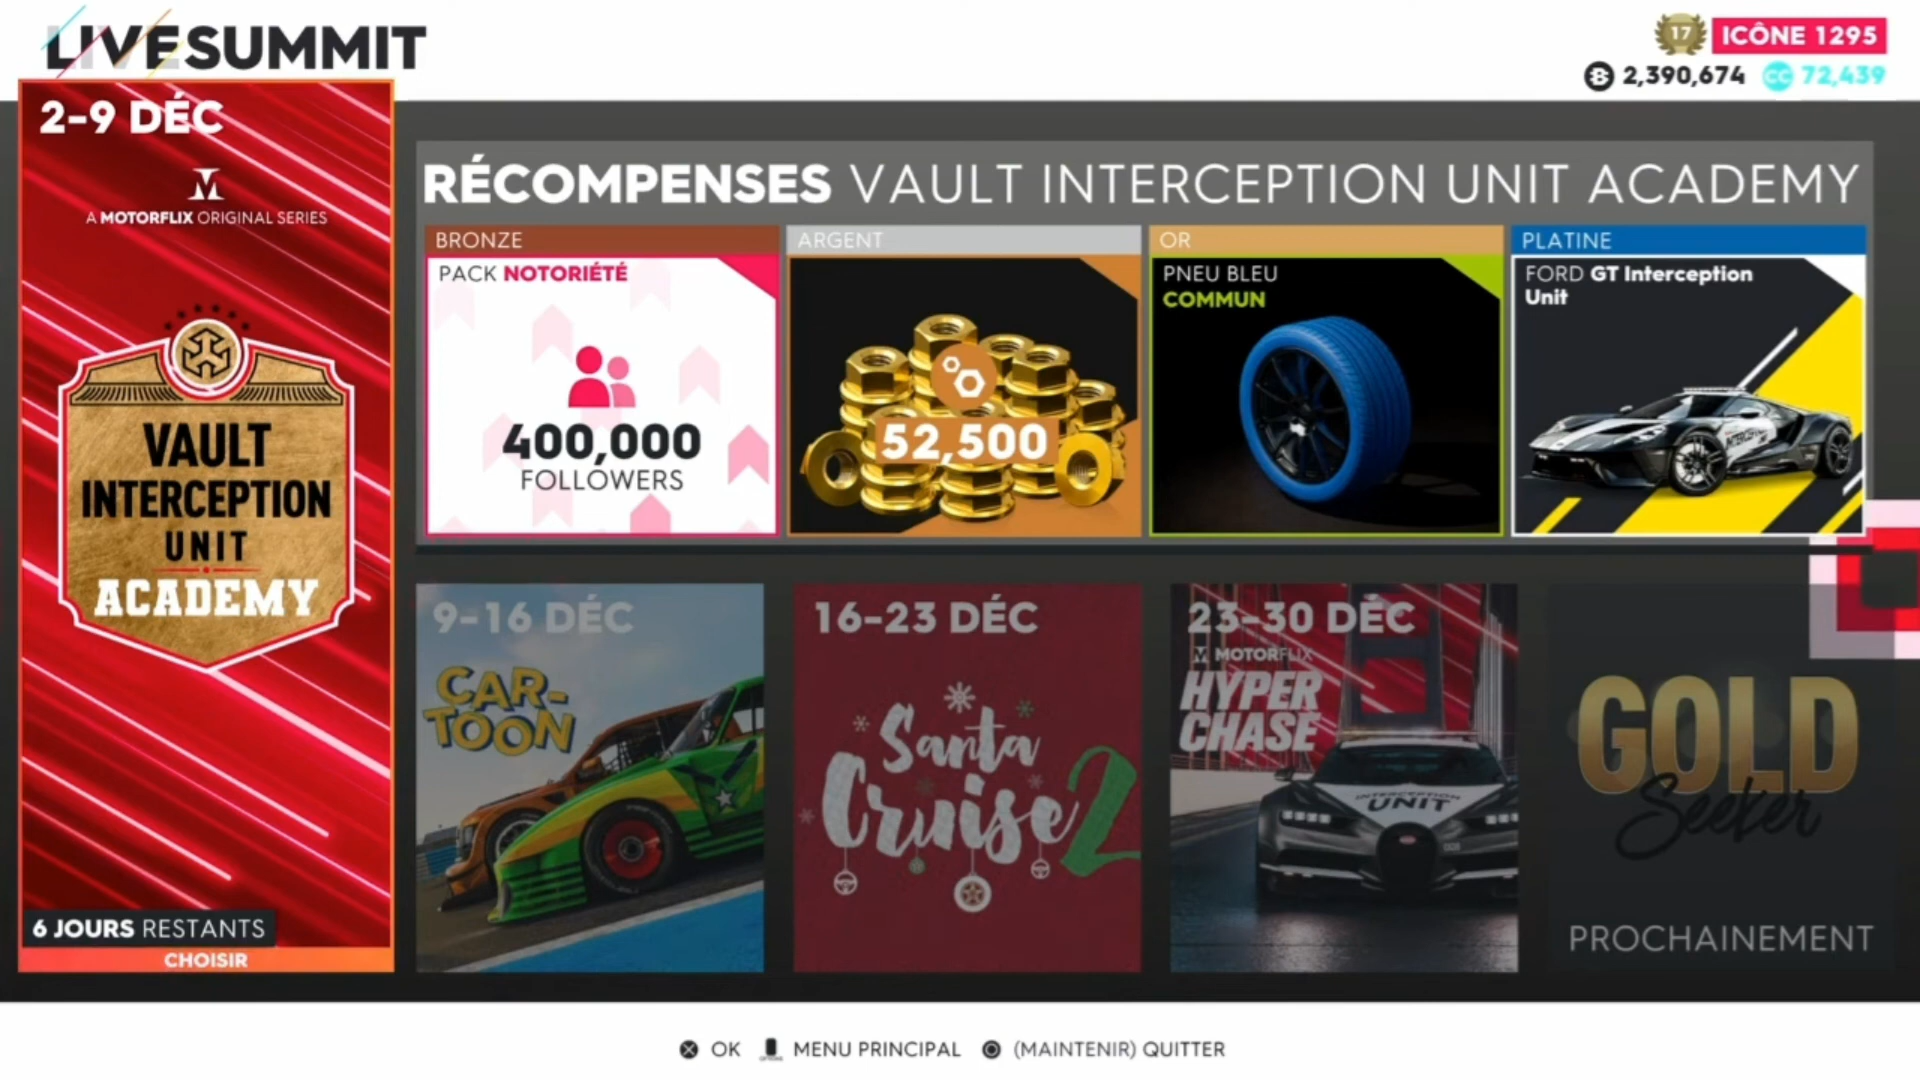 LIVESUMMIT
17 ICÔNE 1295
2,390,674 CC 72,439
2-9 DÉC
A MOTORFLIX ORIGINAL SERIES
VAULT
INTERCEPTION
UNIT
ACADEMY
6 JOURS RESTANTS
CHOISIR
RÉCOMPENSES VAULT INTERCEPTION UNIT ACADEMY
BRONZE
PACK NOTORIÉTÉ
400,000
FOLLOWERS
ARGENT
52,500
OR
PNEU BLEU
COMMUN
PLATINE
FORD GT Interception
Unit
9-16 DÉC
CAR-
TOON
16-23 DÉC
Santa
Cruise 2
23-30 DÉC
MOTORFLIX
HYPER
CHASE
INTERCEPTION
UNIT
GOLD
Seeker
PROCHAINEMENT
OK MENU PRINCIPAL (MAINTENIR) QUITTER